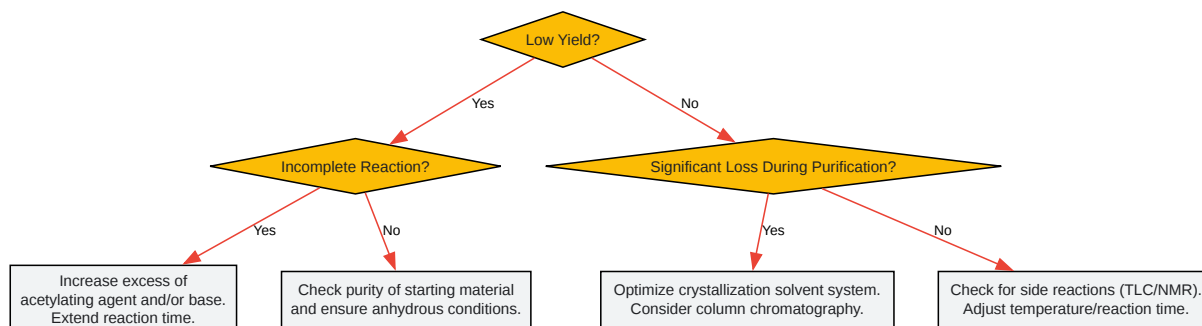 Low Yield?
Yes
No
Incomplete Reaction?
Significant Loss During Purification?
Yes
No
Yes
No
Increase excess of
acetylating agent and/or base.
Extend reaction time.
Check purity of starting material
and ensure anhydrous conditions.
Optimize crystallization solvent system.
Consider column chromatography.
Check for side reactions (TLC/NMR).
Adjust temperature/reaction time.